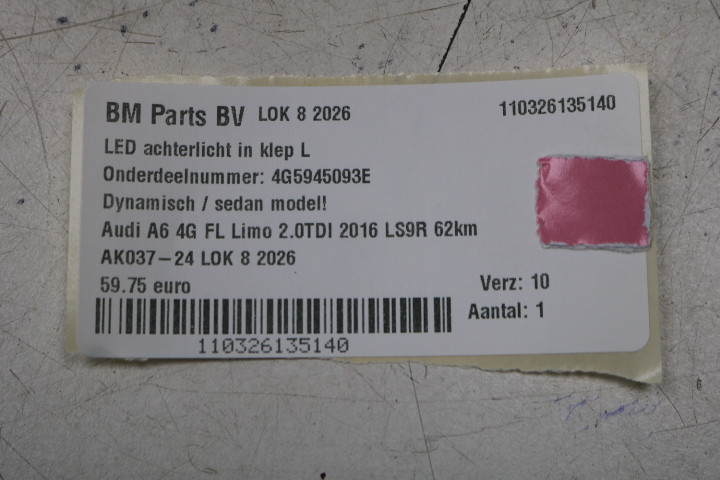 BM Parts BV LOK 8 2026 110326135140
LED achterlicht in klep L
Onderdeelnummer: 4G5945093E
Dynamisch / sedan model!
Audi A6 4G FL Limo 2.0TDI 2016 LS9R 62km
AK037-24 LOK 8 2026
59.75 euro Verz: 10
Aantal: 1
110326135140